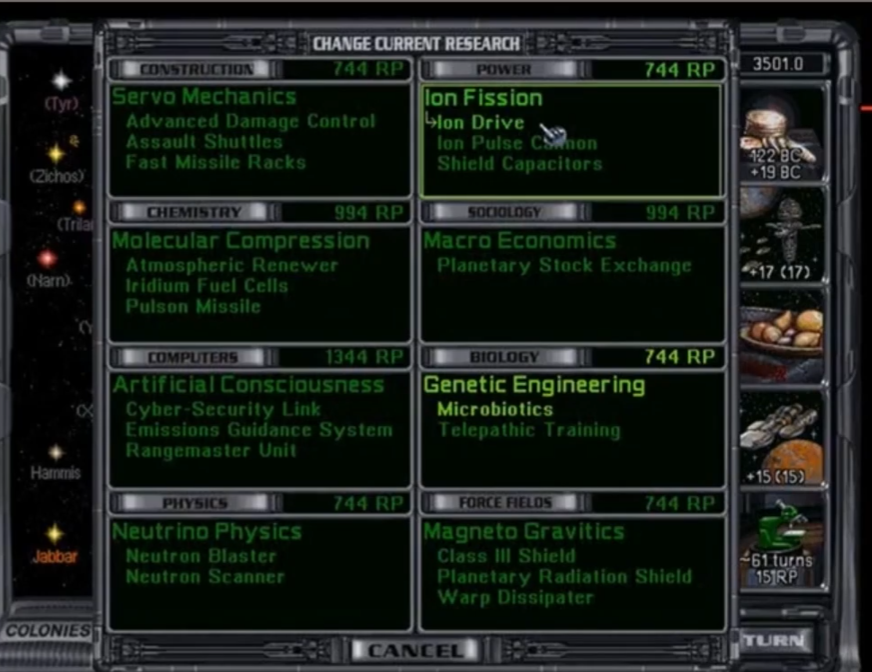 CHANGE CURRENT RESEARCH
CONSTRUCTION 744 RP
Servo Mechanics
Advanced Damage Control
Assault Shuttles
Fast Missile Racks
POWER 744 RP
Ion Fission
Ion Drive
Ion Pulse
Shield Capacitors
CHEMISTRY 994 RP
Molecular Compression
Atmospheric Renewer
Iridium Fuel Cells
Pulson Missile
SOCIOLOGY 994 RP
Macro Economics
Planetary Stock Exchange
COMPUTERS 1344 RP
Artificial Consciousness
Cyber-Security Link
Emissions Guidance System
Rangemaster Unit
BIOLOGY 744 RP
Genetic Engineering
Microbiotics
Telepathic Training
PHYSICS 744 RP
Neutrino Physics
Neutron Blaster
Neutron Scanner
FORCE FIELDS 744 RP
Magneto Gravitics
Class III Shield
Planetary Radiation Shield
Warp Dissipater
CANCEL
(Tyr)
(Zichos)
(Narn)
Hammis
Jabbar
COLONIES
3501.0
122 BC
+19 BC
+17 (17)
+15 (15)
~61 turns
15 RP
TURN